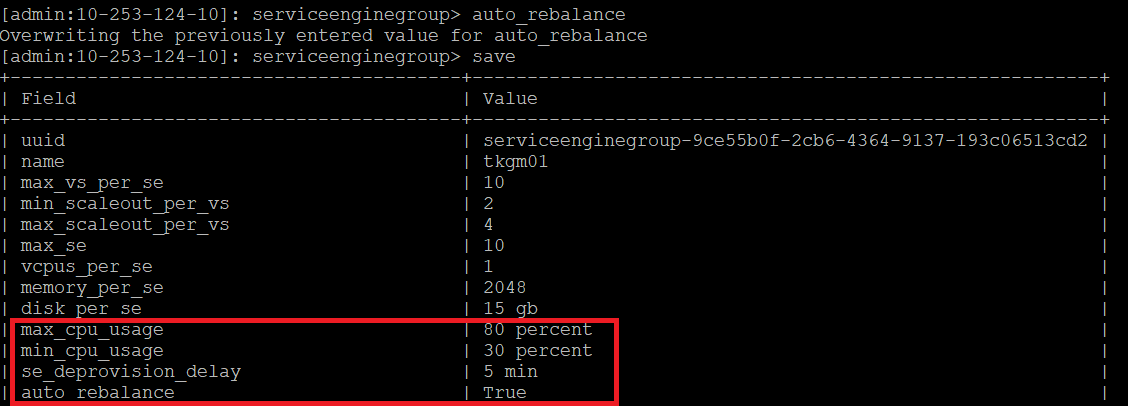 [admin:10-253-124-10]: serviceenginegroup> auto_rebalance
Overwriting the previously entered value for auto_rebalance
[admin:10-253-124-10]: serviceenginegroup> save
+-------------------------------------------+------------------------------------------------------------+
| Field | Value |
+-------------------------------------------+------------------------------------------------------------+
| uuid | serviceenginegroup-9ce55b0f-2cb6-4364-9137-193c06513cd2 |
| name | tkgm01 |
| max_vs_per_se | 10 |
| min_scaleout_per_vs | 2 |
| max_scaleout_per_vs | 4 |
| max_se | 10 |
| vcpus_per_se | 1 |
| memory_per_se | 2048 |
| disk_per_se | 15 gb |
| max_cpu_usage | 80 percent |
| min_cpu_usage | 30 percent |
| se_deprovision_delay | 5 min |
| auto_rebalance | True |